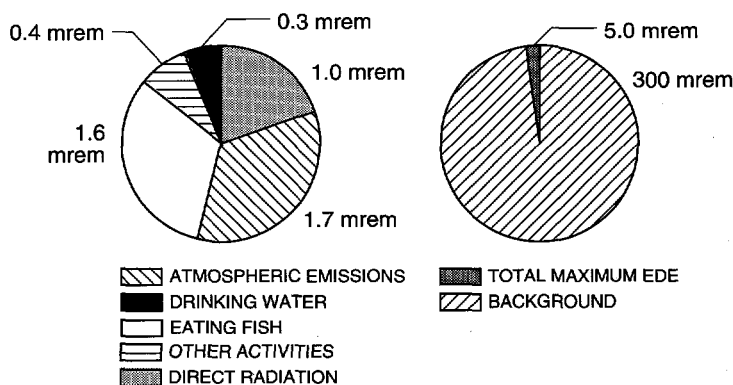 0.4 mrem
0.3 mrem
1.0 mrem
1.6
mrem
1.7 mrem
5.0 mrem
300 mrem
ATMOSPHERIC EMISSIONS
DRINKING WATER
EATING FISH
OTHER ACTIVITIES
DIRECT RADIATION
TOTAL MAXIMUM EDE
BACKGROUND